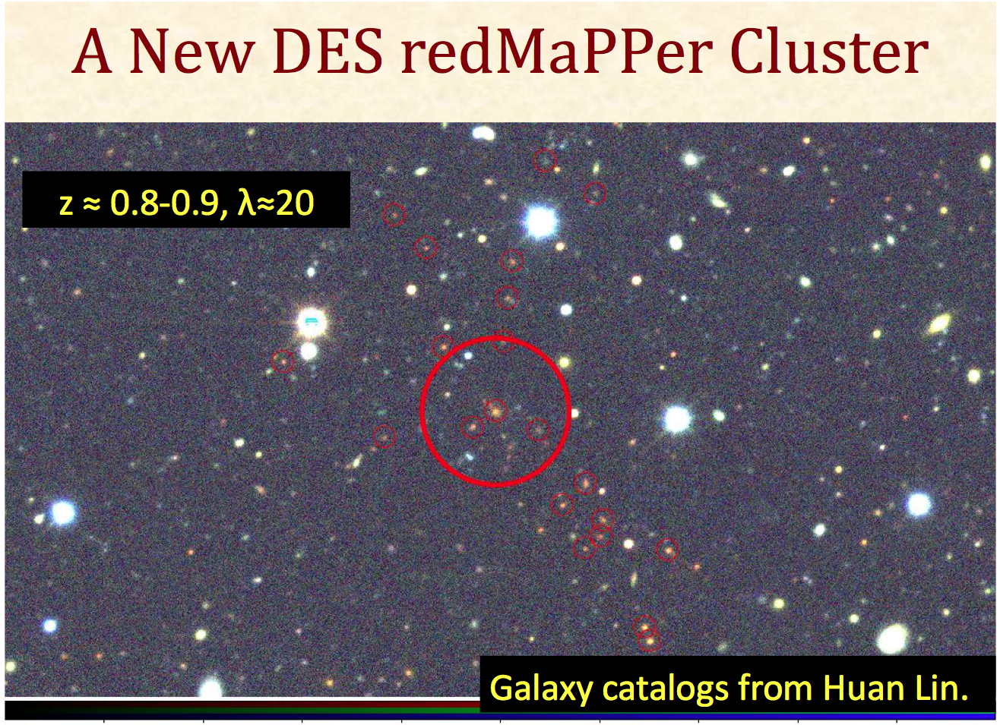 A New DES redMaPPer Cluster
z ≈ 0.8-0.9, λ≈20
Galaxy catalogs from Huan Lin.